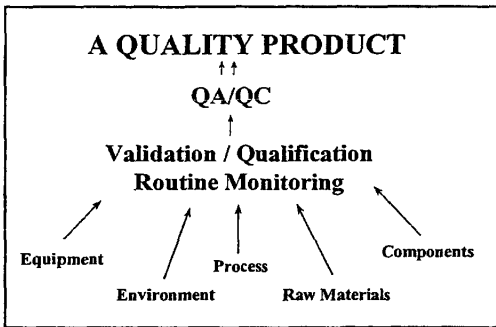 A QUALITY PRODUCT
QA/QC
Validation / Qualification
Routine Monitoring
Equipment
Environment
Process
Raw Materials
Components